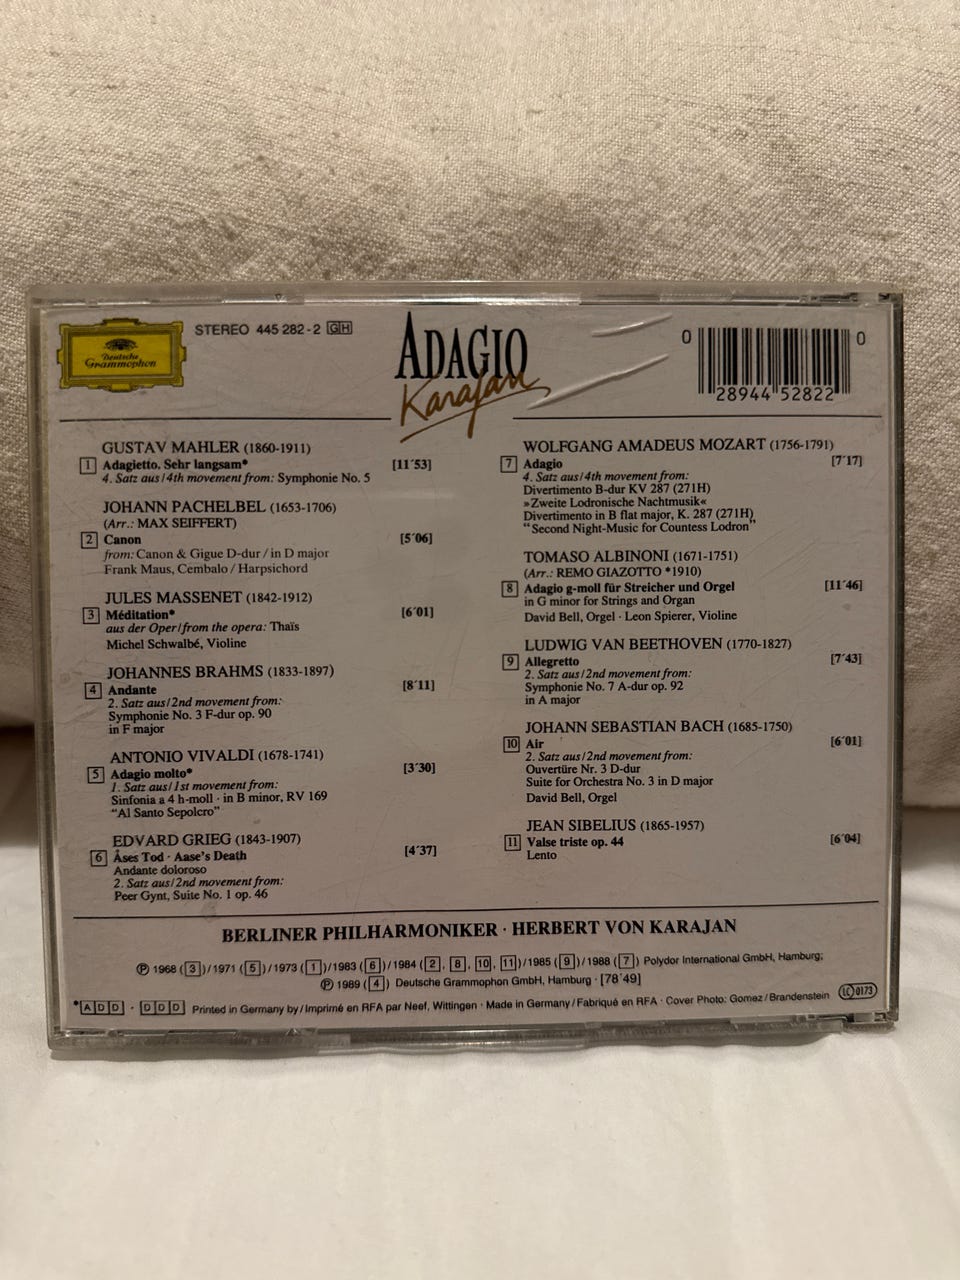 Deutsche
Grammophon
STEREO 445 282-2 GH
ADAGIO
Karajan
0 28944 52822 0
GUSTAV MAHLER (1860-1911)
1 Adagietto. Sehr langsam* [11'53]
4. Satz aus/4th movement from: Symphonie No. 5
JOHANN PACHELBEL (1653-1706)
(Arr.: MAX SEIFFERT)
2 Canon [5'06]
from: Canon & Gigue D-dur / in D major
Frank Maus, Cembalo / Harpsichord
JULES MASSENET (1842-1912)
3 Méditation* [6'01]
aus der Oper/from the opera: Thaïs
Michel Schwalbé, Violine
JOHANNES BRAHMS (1833-1897)
4 Andante [8'11]
2. Satz aus/2nd movement from:
Symphonie No. 3 F-dur op. 90
in F major
ANTONIO VIVALDI (1678-1741)
5 Adagio molto* [3'30]
1. Satz aus/1st movement from:
Sinfonia a 4 h-moll · in B minor, RV 169
"Al Santo Sepolcro"
EDVARD GRIEG (1843-1907)
6 Åses Tod · Aase's Death [4'37]
Andante doloroso
2. Satz aus/2nd movement from:
Peer Gynt, Suite No. 1 op. 46
WOLFGANG AMADEUS MOZART (1756-1791)
7 Adagio [7'17]
4. Satz aus/4th movement from:
Divertimento B-dur KV 287 (271H)
»Zweite Lodronische Nachtmusik«
Divertimento in B flat major, K. 287 (271H)
"Second Night-Music for Countess Lodron"
TOMASO ALBINONI (1671-1751)
(Arr.: REMO GIAZOTTO *1910)
8 Adagio g-moll für Streicher und Orgel [11'46]
in G minor for Strings and Organ
David Bell, Orgel · Leon Spierer, Violine
LUDWIG VAN BEETHOVEN (1770-1827)
9 Allegretto [7'43]
2. Satz aus/2nd movement from:
Symphonie No. 7 A-dur op. 92
in A major
JOHANN SEBASTIAN BACH (1685-1750)
10 Air [6'01]
2. Satz aus/2nd movement from:
Ouvertüre Nr. 3 D-dur
Suite for Orchestra No. 3 in D major
David Bell, Orgel
JEAN SIBELIUS (1865-1957)
11 Valse triste op. 44 [6'04]
Lento
BERLINER PHILHARMONIKER · HERBERT VON KARAJAN
℗ 1968 (3)/1971 (5)/1973 (1)/1983 (6)/1984 (2, 8, 10, 11)/1985 (9)/1988 (7) Polydor International GmbH, Hamburg;
℗ 1989 (4) Deutsche Grammophon GmbH, Hamburg · [78'49]
*ADD · DDD Printed in Germany by / Imprimé en RFA par Neef, Wittingen · Made in Germany / Fabriqué en RFA · Cover Photo: Gomez / Brandenstein LC 0173